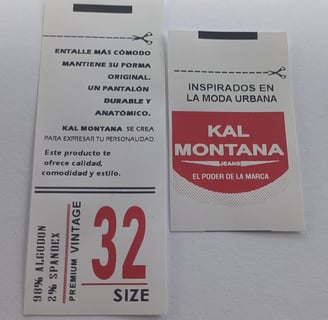 ENTALLE MÁS CÓMODO
MANTIENE SU FORMA
ORIGINAL.
UN PANTALÓN
DURABLE Y
ANATÓMICO.
KAL MONTANA SE CREA
PARA EXPRESAR TU PERSONALIDAD
Este producto te
ofrece calidad,
comodidad y estilo.
98% ALGODON
2% SPANDEX
PREMIUM VINTAGE
32
SIZE
INSPIRADOS EN
LA MODA URBANA
KAL
MONTANA
JEANS
EL PODER DE LA MARCA